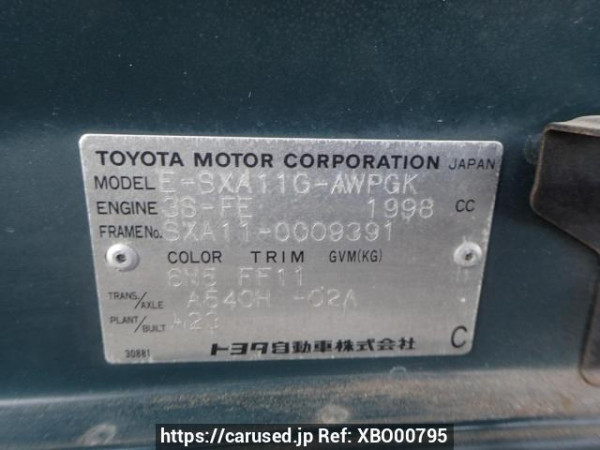 TOYOTA MOTOR CORPORATION JAPAN
MODEL E-SXA11G-AWPGK
ENGINE 3S-FE 1998 CC
FRAME No. SXA11-0009391
COLOR TRIM GVM(KG)
FF11
TRANS/AXLE A540H -02A
PLANT/BUILT A23
30881 トヨタ自動車株式会社 C
https://carused.jp Ref: XBO00795